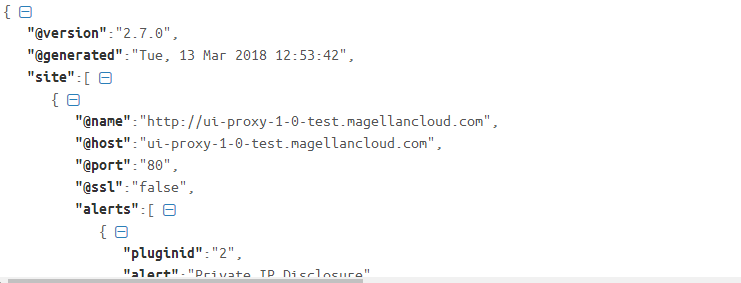 {
"@version":"2.7.0",
"@generated":"Tue, 13 Mar 2018 12:53:42",
"site":[
{
"@name":"http://ui-proxy-1-0-test.magellancloud.com",
"@host":"ui-proxy-1-0-test.magellancloud.com",
"@port":"80",
"@ssl":"false",
"alerts":[
{
"pluginid":"2",
"alert":"Private IP Disclosure"